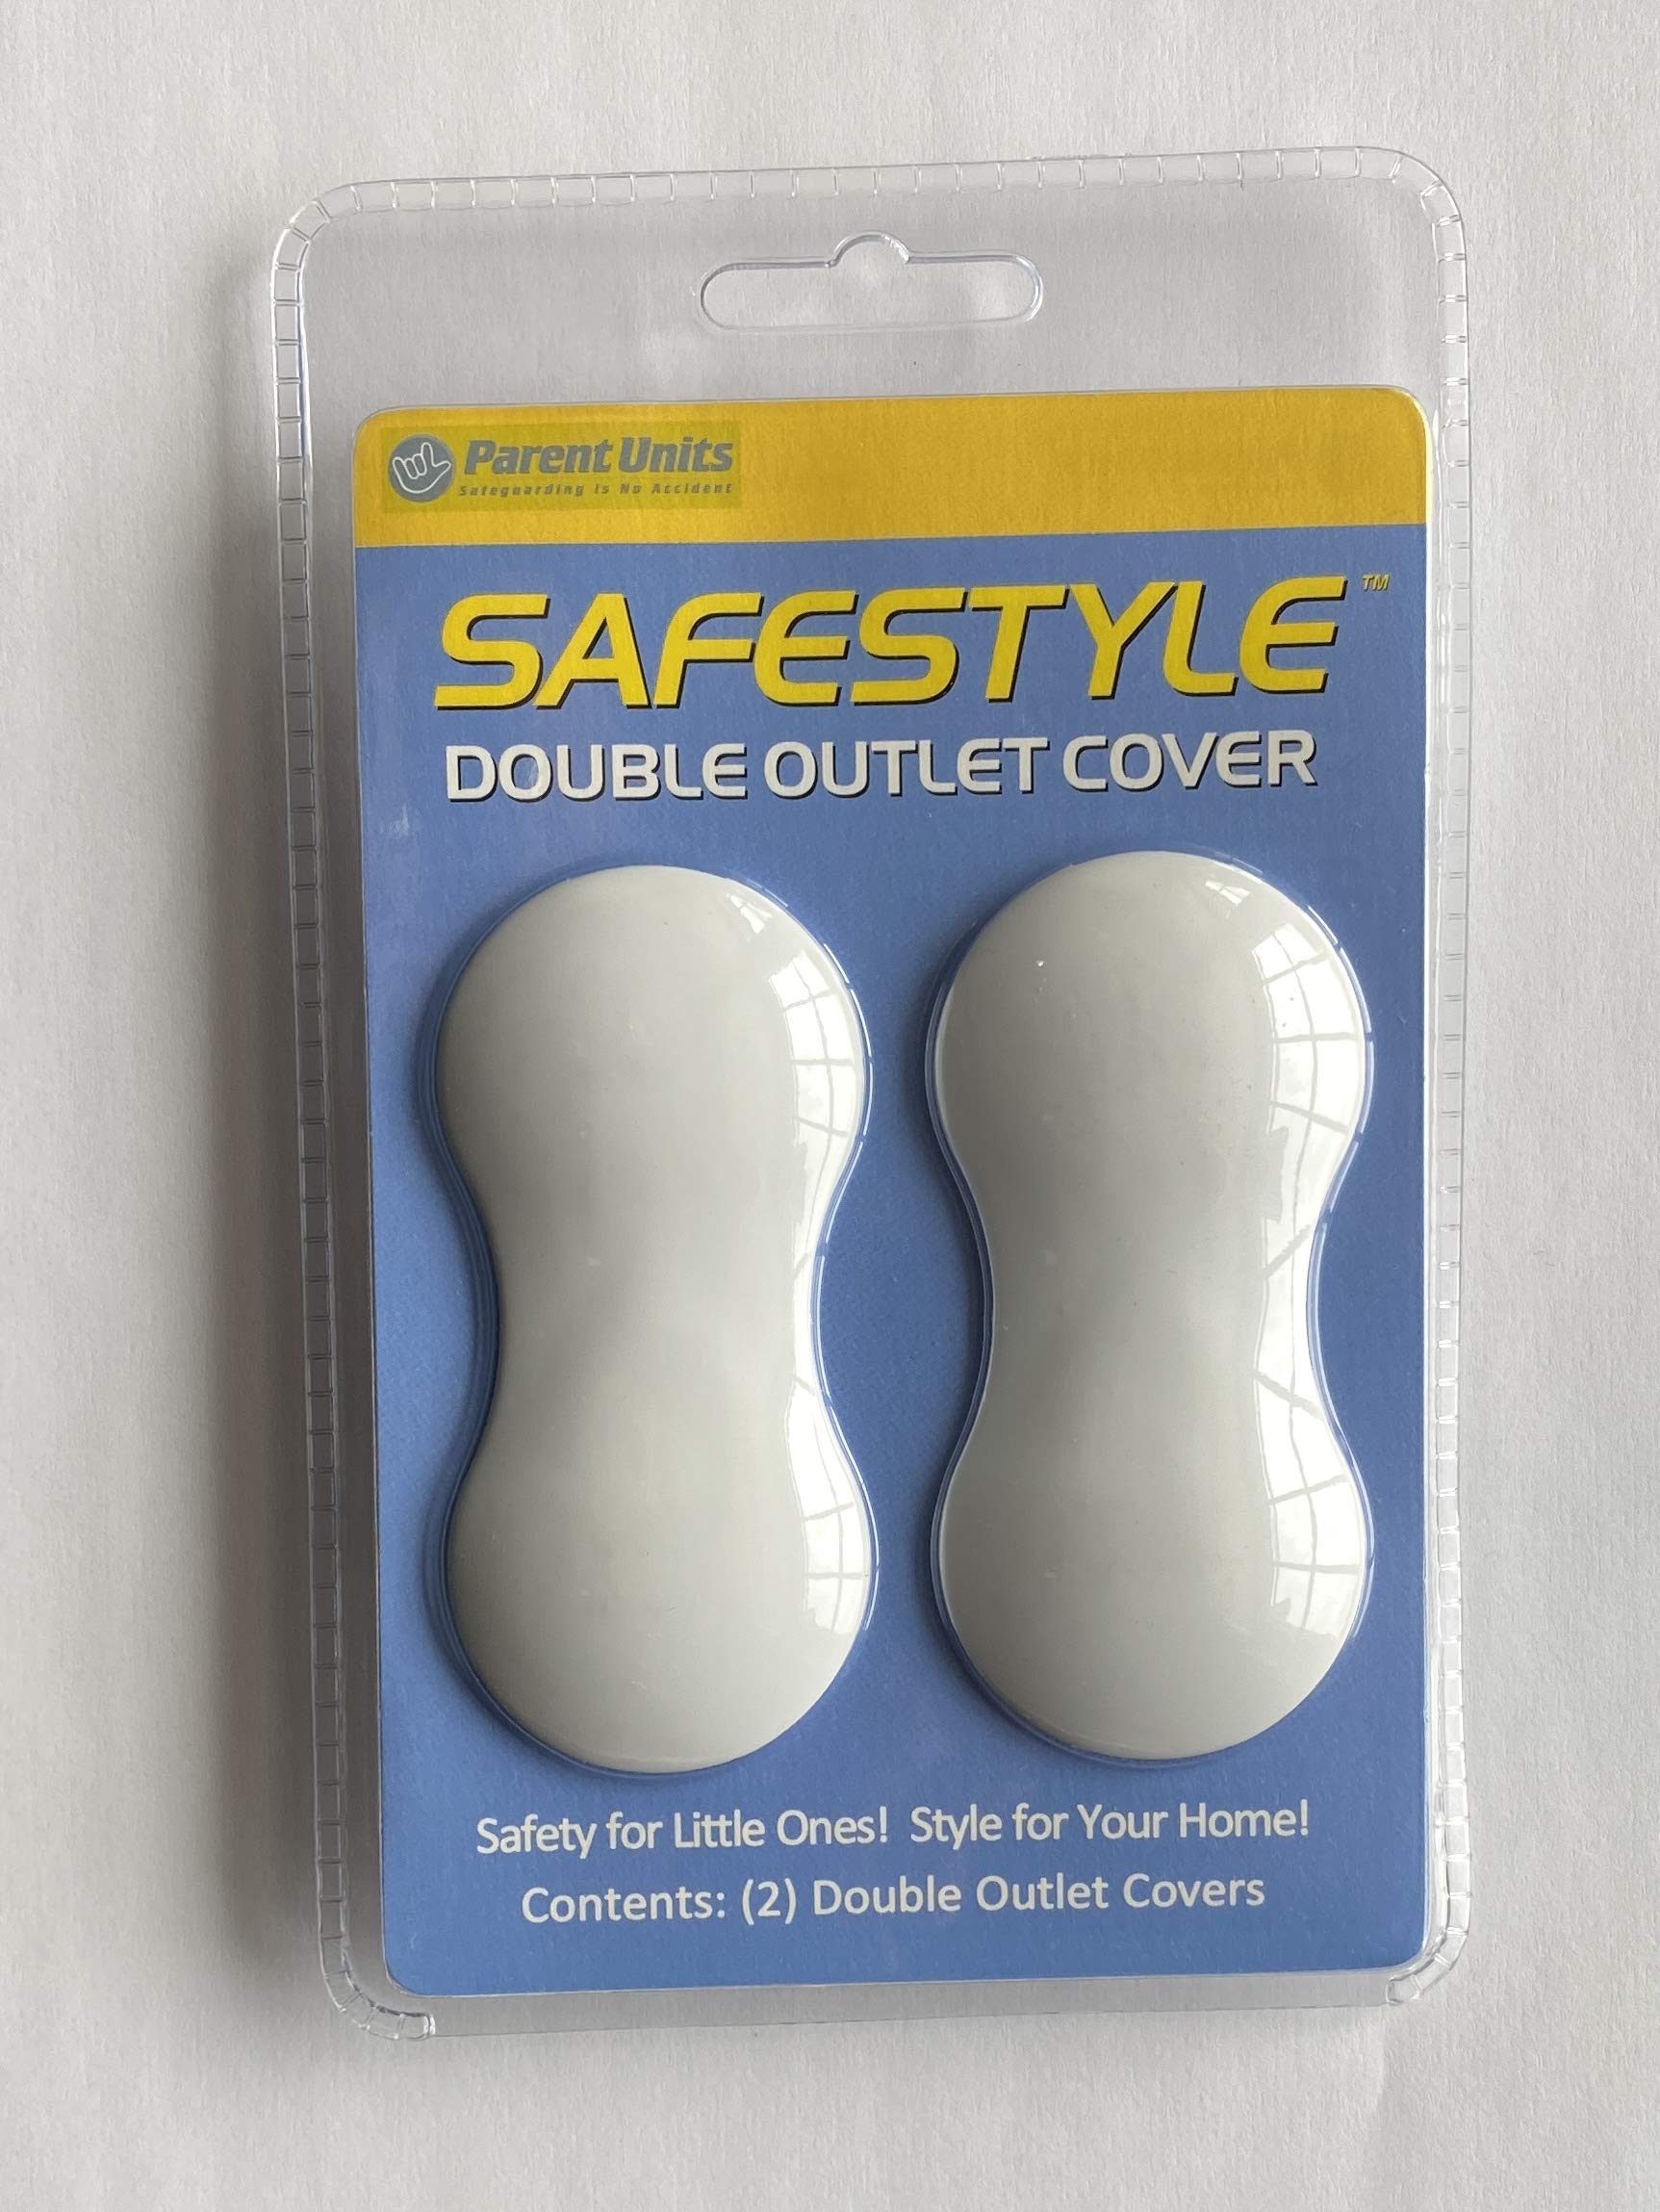 Parent Units
Safeguarding Is No Accident
SAFESTYLE™
DOUBLE OUTLET COVER
Safety for Little Ones!  Style for Your Home!
Contents: (2) Double Outlet Covers